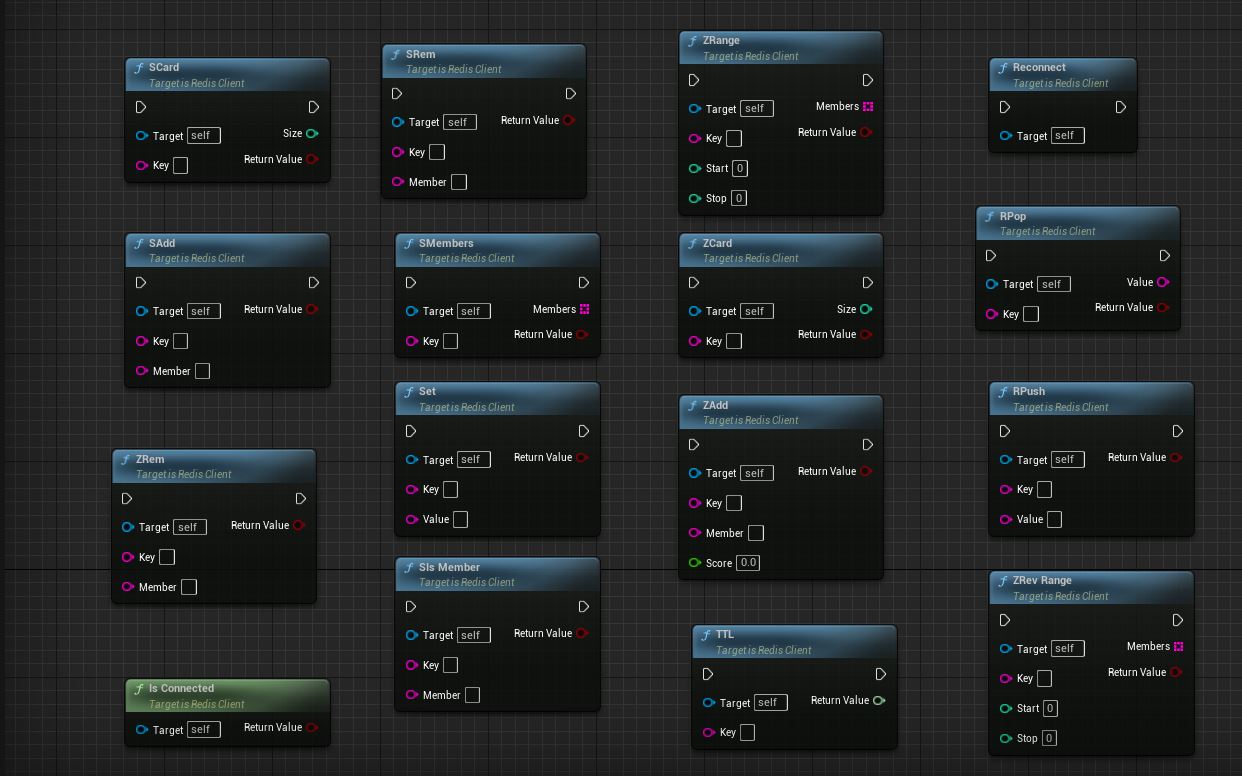 SCard
Target is Redis Client
Target self
Size
Key
Return Value
SRem
Target is Redis Client
Target self
Return Value
Key
Member
ZRange
Target is Redis Client
Target self
Members
Key
Return Value
Start 0
Stop 0
Reconnect
Target is Redis Client
Target self
SAdd
Target is Redis Client
Target self
Return Value
Key
Member
SMembers
Target is Redis Client
Target self
Members
Key
Return Value
ZCard
Target is Redis Client
Target self
Size
Key
Return Value
RPop
Target is Redis Client
Target self
Value
Key
Return Value
ZRem
Target is Redis Client
Target self
Return Value
Key
Member
Set
Target is Redis Client
Target self
Return Value
Key
Value
ZAdd
Target is Redis Client
Target self
Return Value
Key
Member
Score 0.0
RPush
Target is Redis Client
Target self
Return Value
Key
Value
Is Connected
Target is Redis Client
Target self
Return Value
SIs Member
Target is Redis Client
Target self
Return Value
Key
Member
TTL
Target is Redis Client
Target self
Return Value
Key
ZRev Range
Target is Redis Client
Target self
Members
Key
Return Value
Start 0
Stop 0